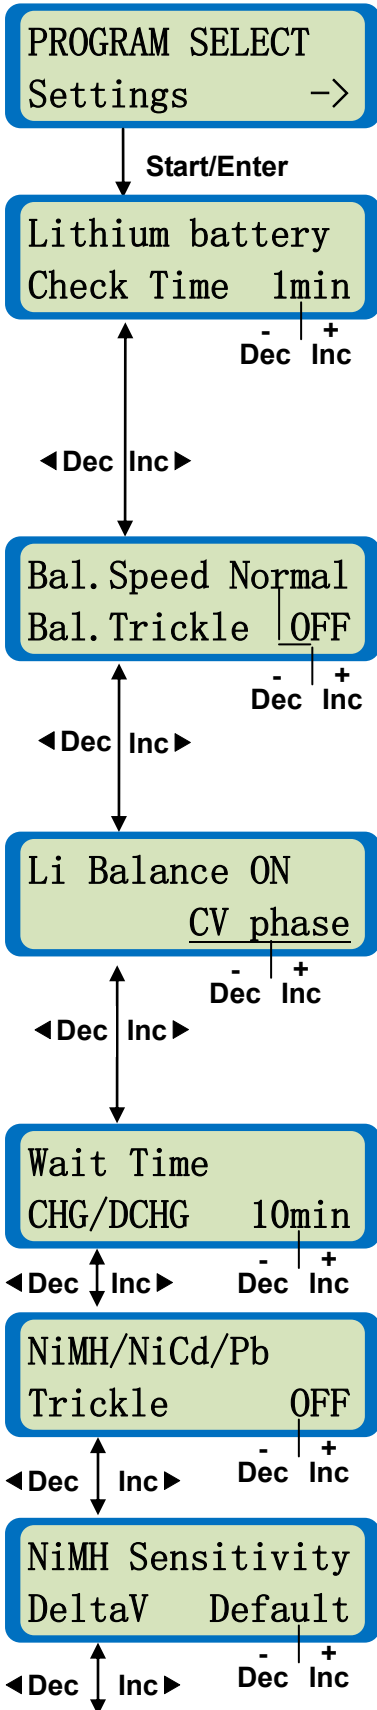 PROGRAM SELECT
Settings ->
Start/Enter
Lithium battery
Check Time 1min
- +
Dec Inc
◀Dec Inc▶
Bal.Speed Normal
Bal.Trickle OFF
- +
Dec Inc
◀Dec Inc▶
Li Balance ON
CV phase
- +
Dec Inc
◀Dec Inc▶
Wait Time
CHG/DCHG 10min
- +
◀Dec Inc▶ Dec Inc
NiMH/NiCd/Pb
Trickle OFF
- +
◀Dec Inc▶ Dec Inc
NiMH Sensitivity
DeltaV Default
- +
◀Dec Inc▶ Dec Inc